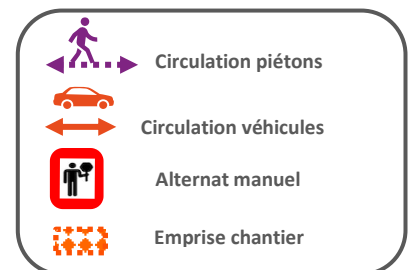 Circulation piétons
Circulation véhicules
Alternat manuel
Emprise chantier